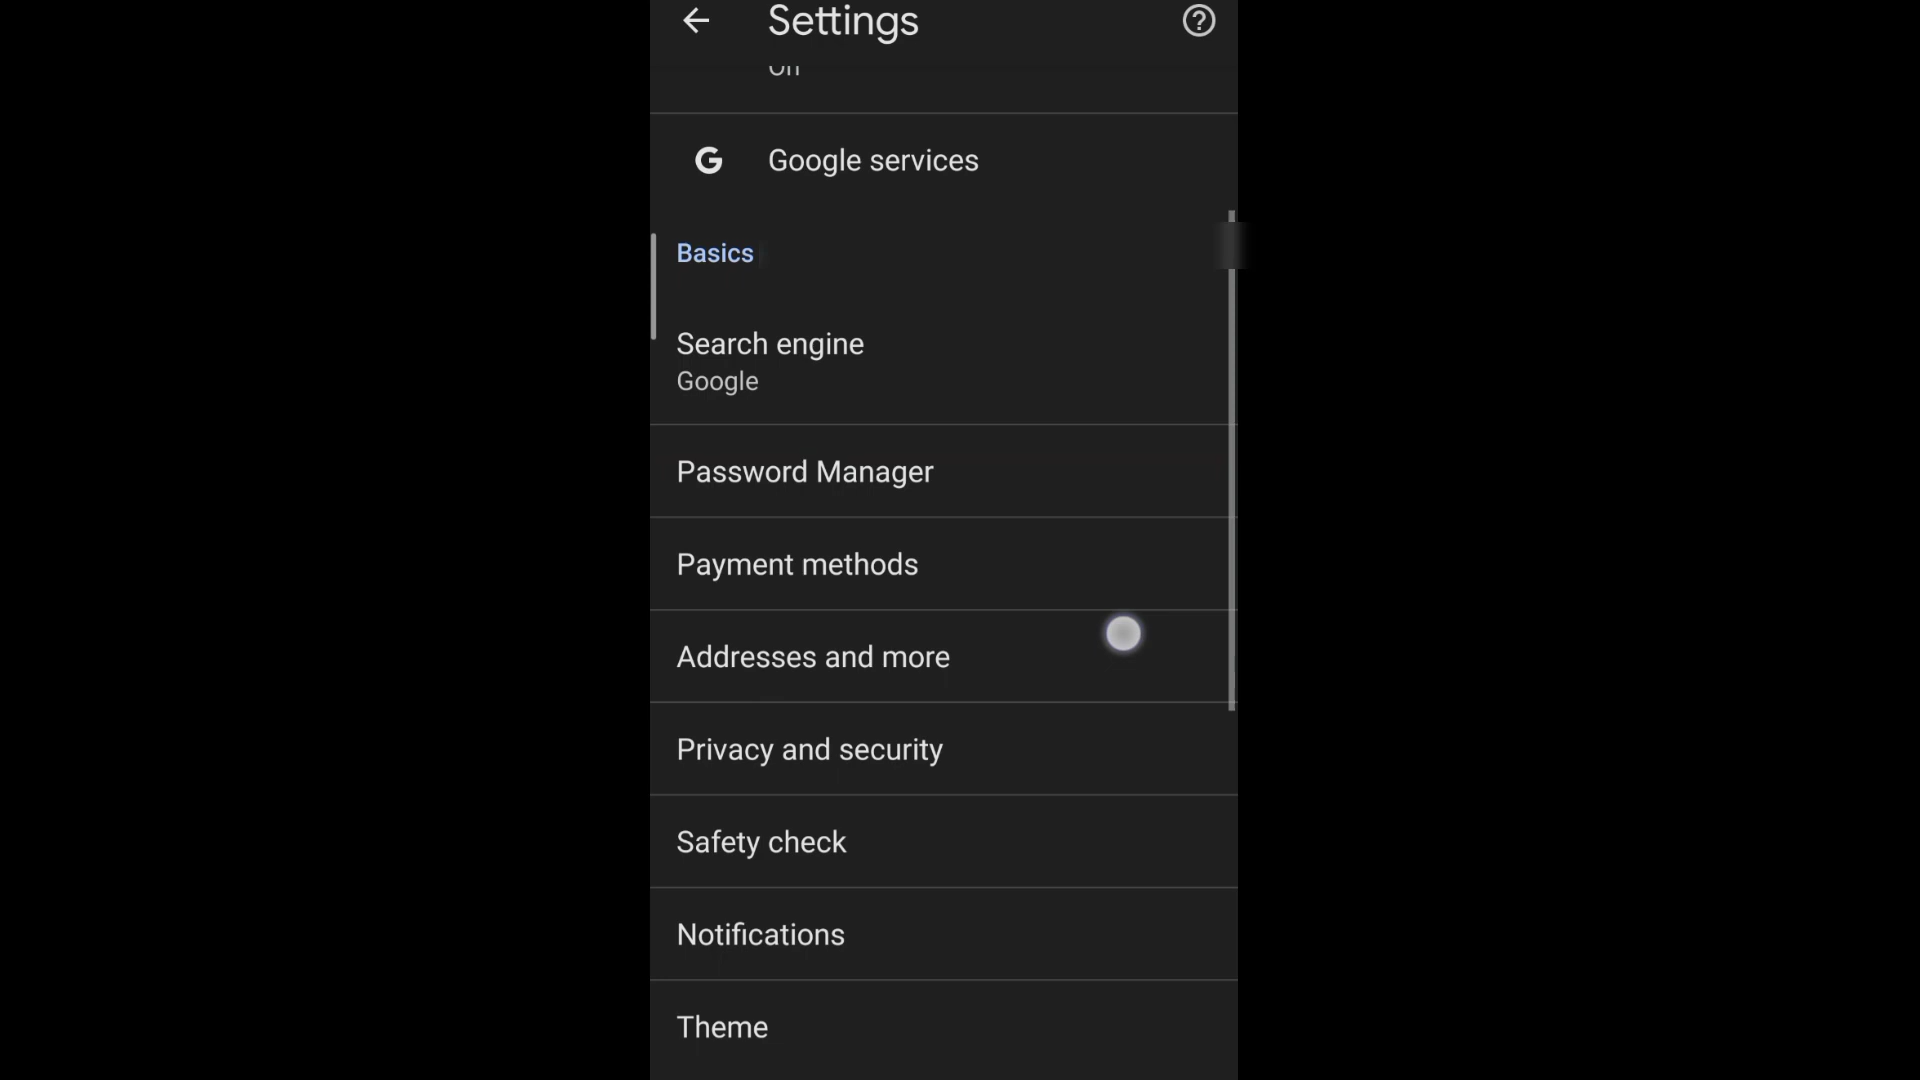 Settings
Google services
Basics
Search engine
Google
Password Manager
Payment methods
Addresses and more
Privacy and security
Safety check
Notifications
Theme